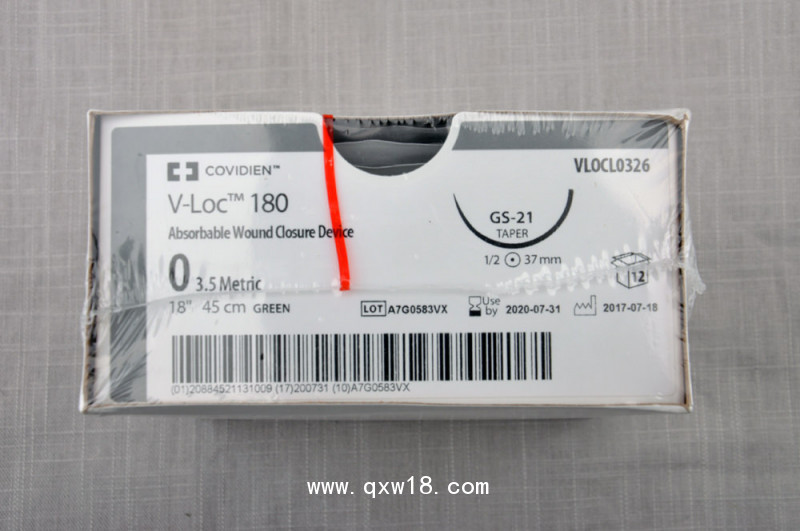 COVIDIEN™
VLOCL0326
V-Loc™ 180
Absorbable Wound Closure Device
GS-21
TAPER
1/2 37 mm
0 3.5 Metric
12
18" 45 cm GREEN
LOT A7G0583VX
Use by 2020-07-31
2017-07-18
(01)20884521131009 (17)200731 (10)A7G0583VX
www.qxw18.com